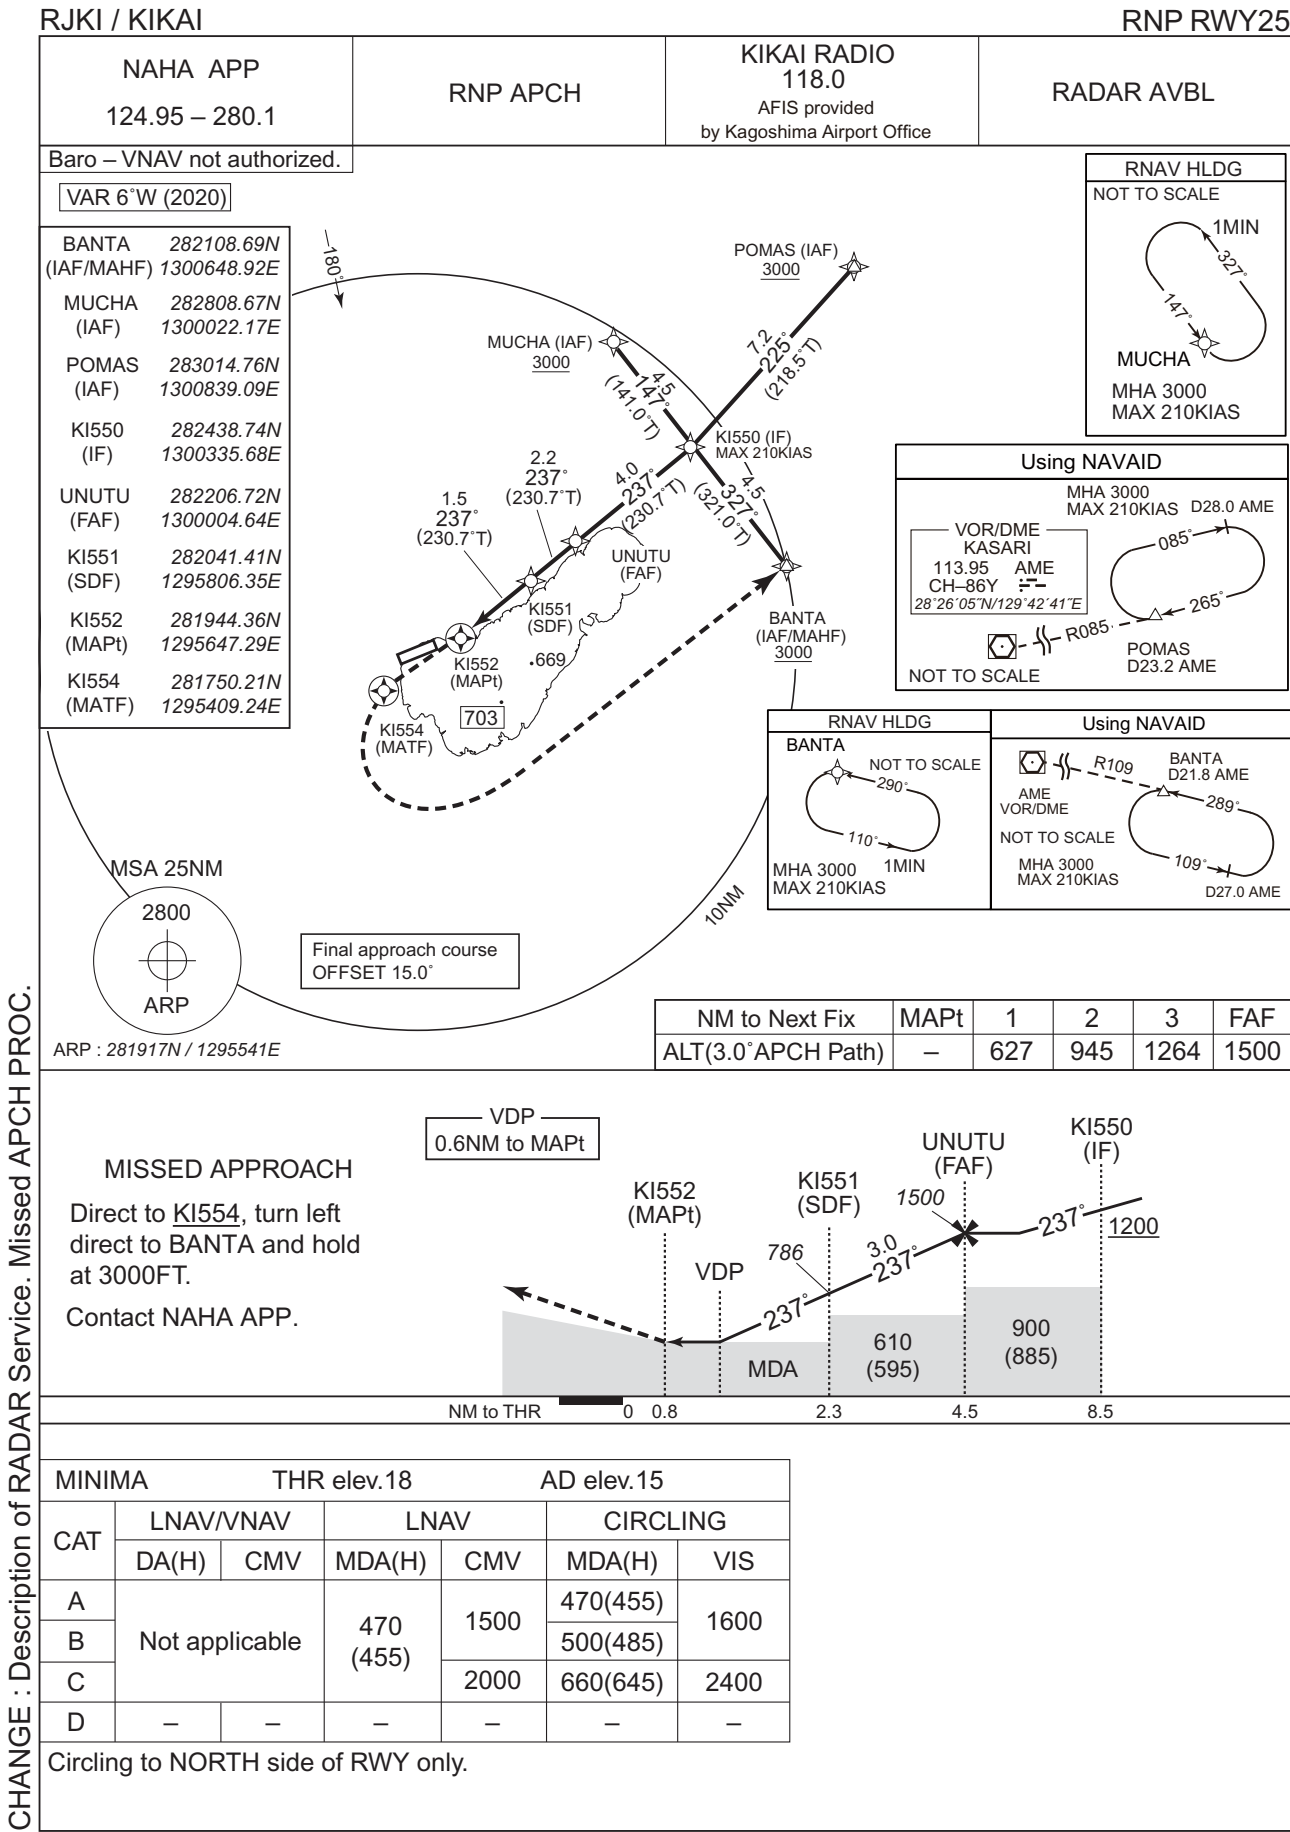 RJKI / KIKAI
RNP RWY25
NAHA APP
124.95 – 280.1
RNP APCH
KIKAI RADIO
118.0
AFIS provided
by Kagoshima Airport Office
RADAR AVBL
Baro – VNAV not authorized.
VAR 6˚W (2020)
BANTA 282108.69N
(IAF/MAHF) 1300648.92E
MUCHA 282808.67N
(IAF) 1300022.17E
POMAS 283014.76N
(IAF) 1300839.09E
KI550 282438.74N
(IF) 1300335.68E
UNUTU 282206.72N
(FAF) 1300004.64E
KI551 282041.41N
(SDF) 1295806.35E
KI552 281944.36N
(MAPt) 1295647.29E
KI554 281750.21N
(MATF) 1295409.24E
180˚
POMAS (IAF)
3000
MUCHA (IAF)
3000
7.2
225˚
(218.5˚T)
4.5
147˚
(141.0˚T)
KI550 (IF)
MAX 210KIAS
4.0
237˚
(230.7˚T)
4.5
327˚
(321.0˚T)
2.2
237˚
(230.7˚T)
1.5
237˚
(230.7˚T)
UNUTU
(FAF)
KI551
(SDF)
KI552
(MAPt)
.669
703
KI554
(MATF)
BANTA
(IAF/MAHF)
3000
10NM
RNAV HLDG
NOT TO SCALE
1MIN
327˚
147˚
MUCHA
MHA 3000
MAX 210KIAS
Using NAVAID
MHA 3000
MAX 210KIAS
D28.0 AME
VOR/DME
KASARI
113.95 AME
CH–86Y
28˚26´05˝N/129˚42´41˝E
085˚
265˚
R085
POMAS
D23.2 AME
NOT TO SCALE
RNAV HLDG
BANTA
NOT TO SCALE
290˚
110˚
1MIN
MHA 3000
MAX 210KIAS
Using NAVAID
R109
BANTA
D21.8 AME
AME
VOR/DME
289˚
NOT TO SCALE
109˚
MHA 3000
MAX 210KIAS
D27.0 AME
MSA 25NM
2800
ARP
ARP : 281917N / 1295541E
Final approach course
OFFSET 15.0˚
NM to Next Fix MAPt 1 2 3 FAF
ALT(3.0˚APCH Path) – 627 945 1264 1500
MISSED APPROACH
Direct to KI554, turn left
direct to BANTA and hold
at 3000FT.
Contact NAHA APP.
VDP
0.6NM to MAPt
KI552
(MAPt)
VDP
KI551
(SDF)
UNUTU
(FAF)
KI550
(IF)
786
1500
1200
237˚
3.0
237˚
237˚
MDA
610
(595)
900
(885)
NM to THR 0 0.8 2.3 4.5 8.5
MINIMA THR elev.18 AD elev.15
CAT LNAV/VNAV LNAV CIRCLING
DA(H) CMV MDA(H) CMV MDA(H) VIS
A Not applicable 470 (455) 1500 470(455) 1600
B 500(485)
C 2000 660(645) 2400
D – – – – – –
Circling to NORTH side of RWY only.
CHANGE : Description of RADAR Service. Missed APCH PROC.